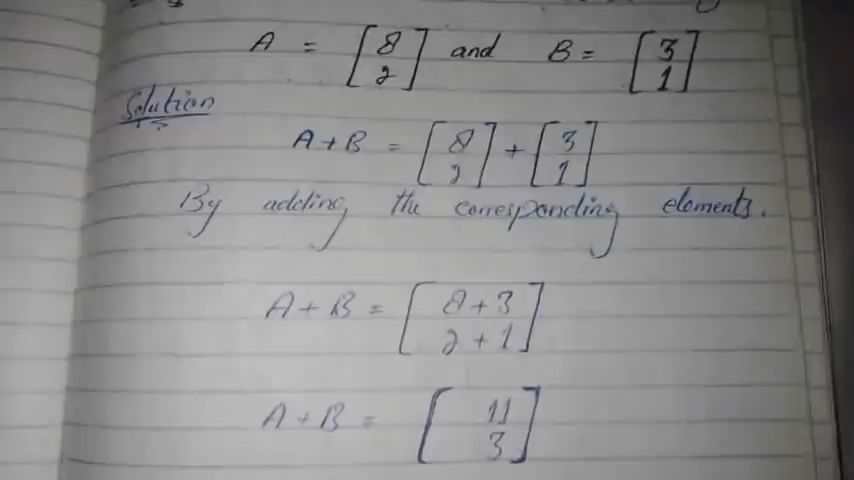 A = [8 2] and B = [3 1]
Solution
A + B = [8 2] + [3 1]
By adding the corresponding elements.
A + B = [8 + 3 2 + 1]
A + B = [11 3]